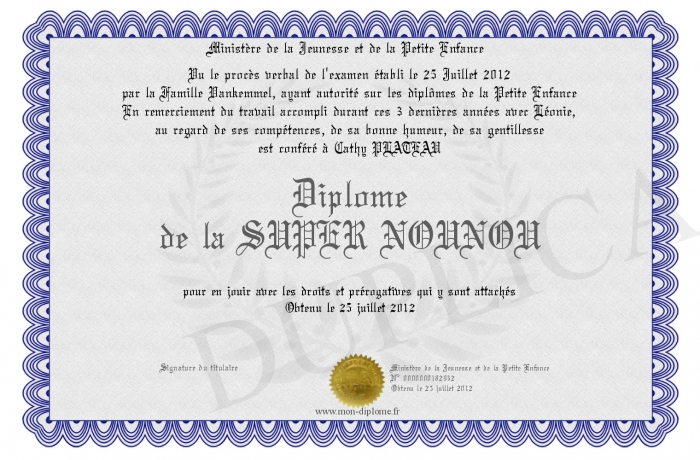 Ministère de la Jeunesse et de la Petite Enfance
Vu le procès verbal de l'examen établi le 25 Juillet 2012
par la Famille Vankemmel, ayant autorité sur les diplômes de la Petite Enfance
En remerciement du travail accompli durant ces 3 dernières années avec Léonie,
au regard de ses compétences, de sa bonne humeur, de sa gentillesse
est conféré à Cathy PLATEAU
Diplome
de la SUPER NOUNOU
pour en jouir avec les droits et prérogatives qui y sont attachés
Obtenu le 25 juillet 2012
Signature du titulaire
Ministère de la Jeunesse et de la Petite Enfance
N°
Obtenu le 25 juillet 2012
www.mon-diplome.fr
DUPLICA